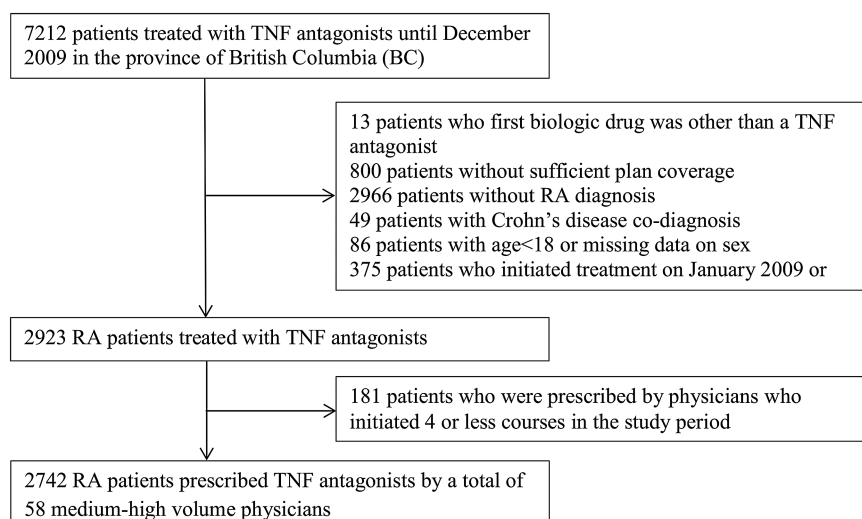 7212 patients treated with TNF antagonists until December
2009 in the province of British Columbia (BC)
13 patients who first biologic drug was other than a TNF
antagonist
800 patients without sufficient plan coverage
2966 patients without RA diagnosis
49 patients with Crohn's disease co-diagnosis
86 patients with age<18 or missing data on sex
375 patients who initiated treatment on January 2009 or
2923 RA patients treated with TNF antagonists
181 patients who were prescribed by physicians who
initiated 4 or less courses in the study period
2742 RA patients prescribed TNF antagonists by a total of
58 medium-high volume physicians